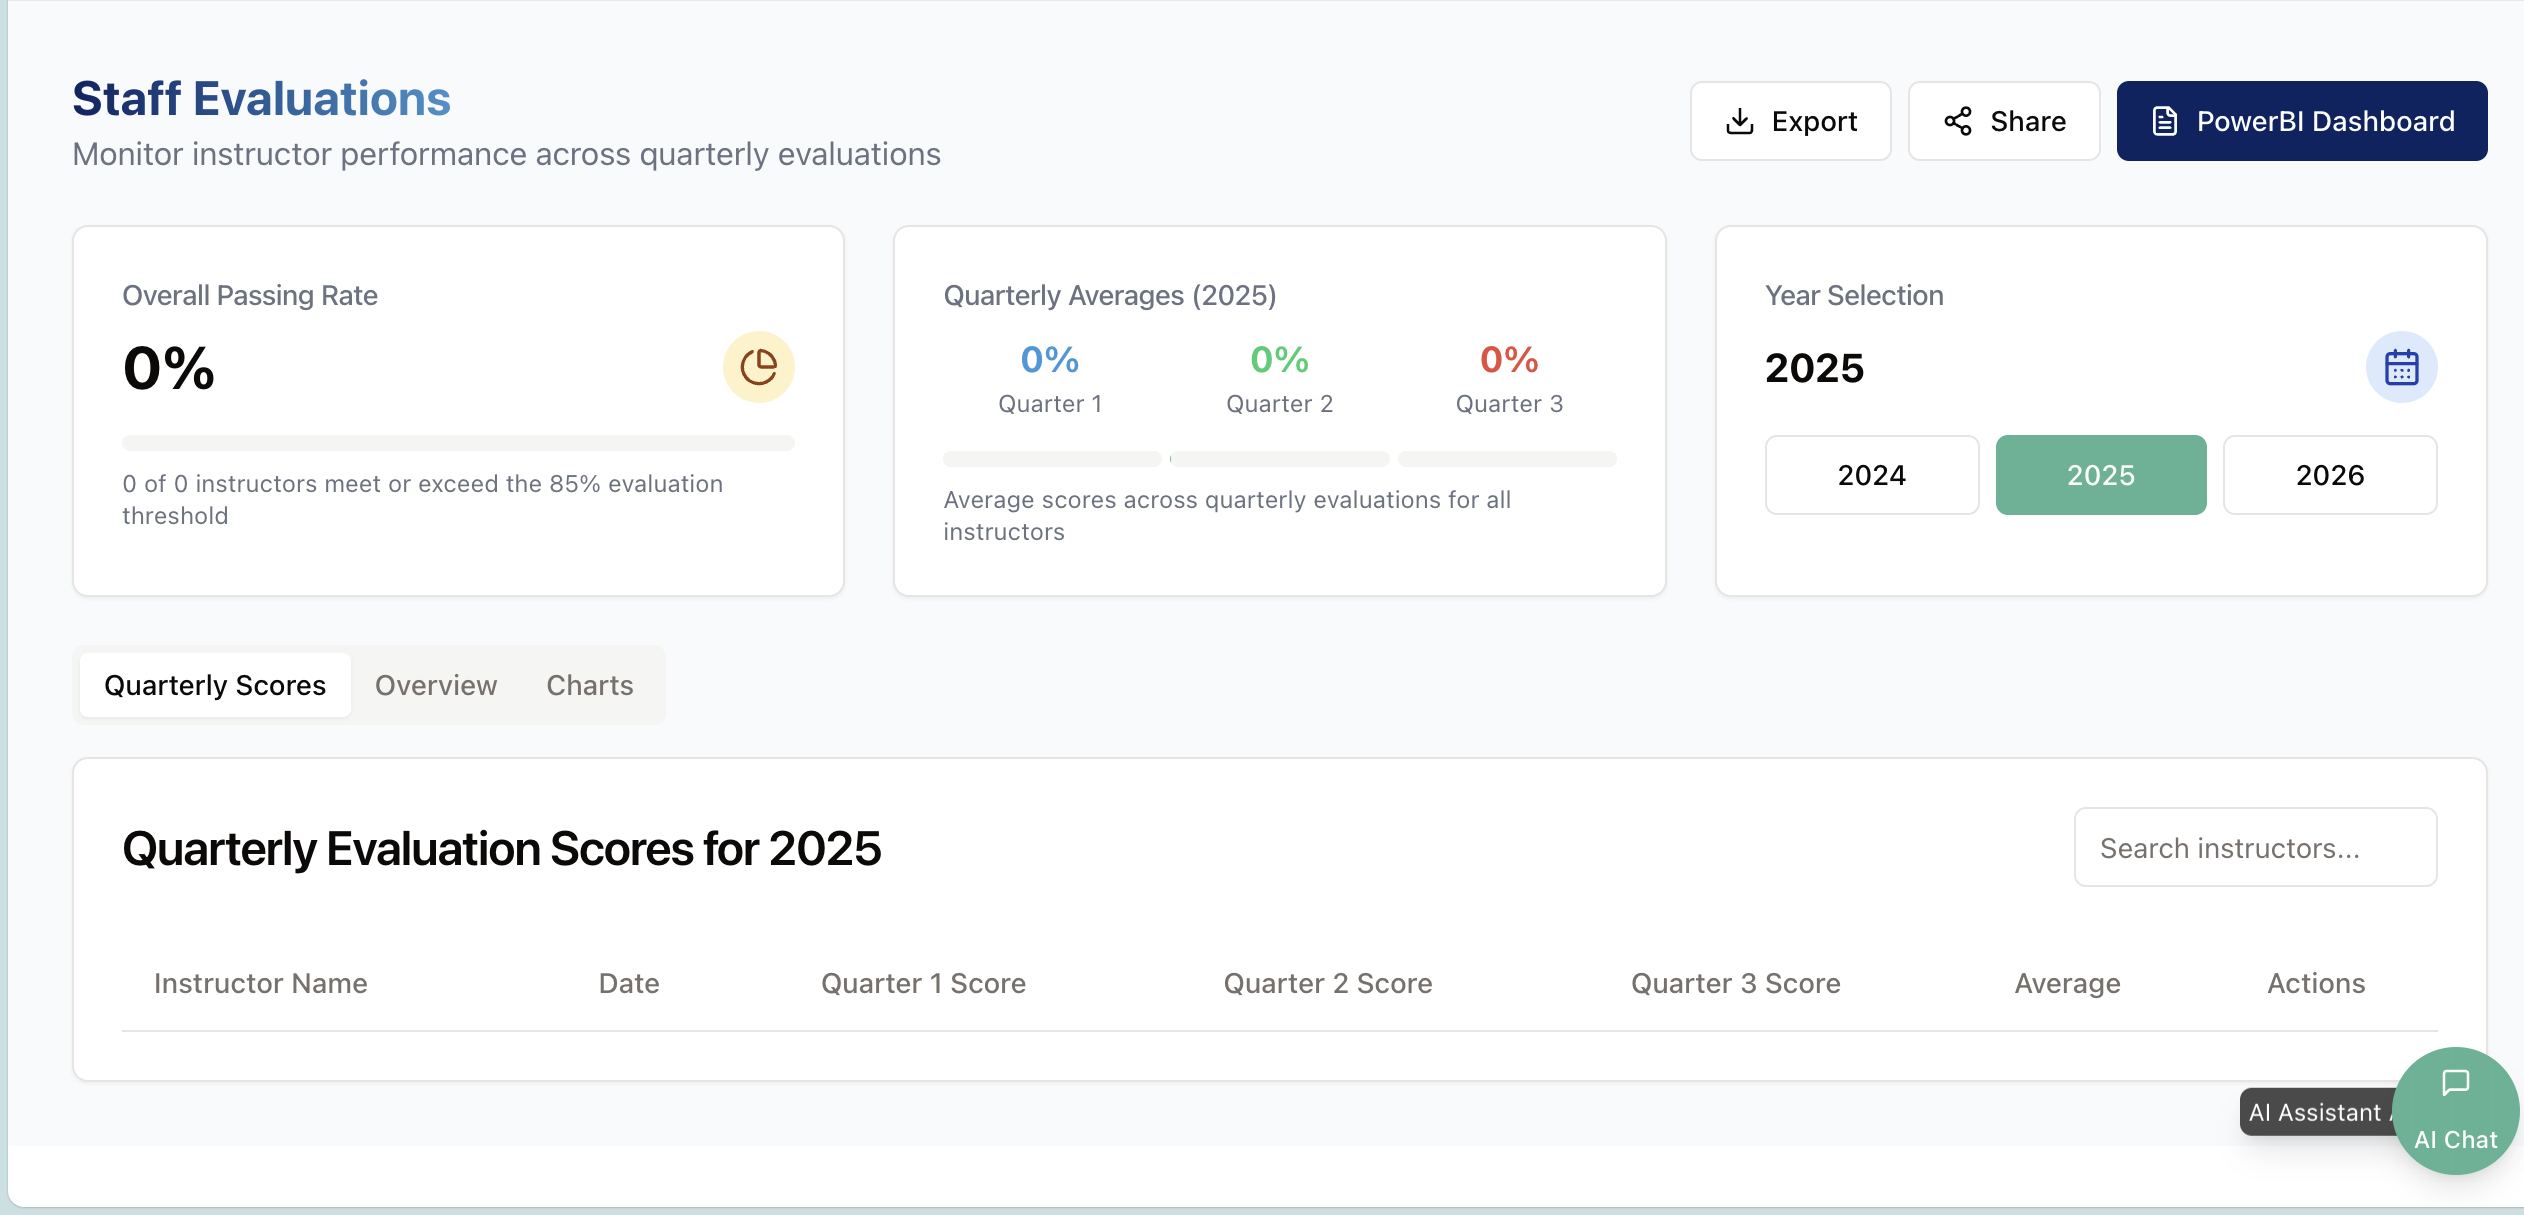 Staff Evaluations
Monitor instructor performance across quarterly evaluations
Export
Share
PowerBI Dashboard
Overall Passing Rate
0%
0 of 0 instructors meet or exceed the 85% evaluation
threshold
Quarterly Averages (2025)
0% 0% 0%
Quarter 1 Quarter 2 Quarter 3
Average scores across quarterly evaluations for all
instructors
Year Selection
2025
2024 2025 2026
Quarterly Scores Overview Charts
Quarterly Evaluation Scores for 2025
Search instructors...
Instructor Name Date Quarter 1 Score Quarter 2 Score Quarter 3 Score Average Actions
AI Assistant
AI Chat